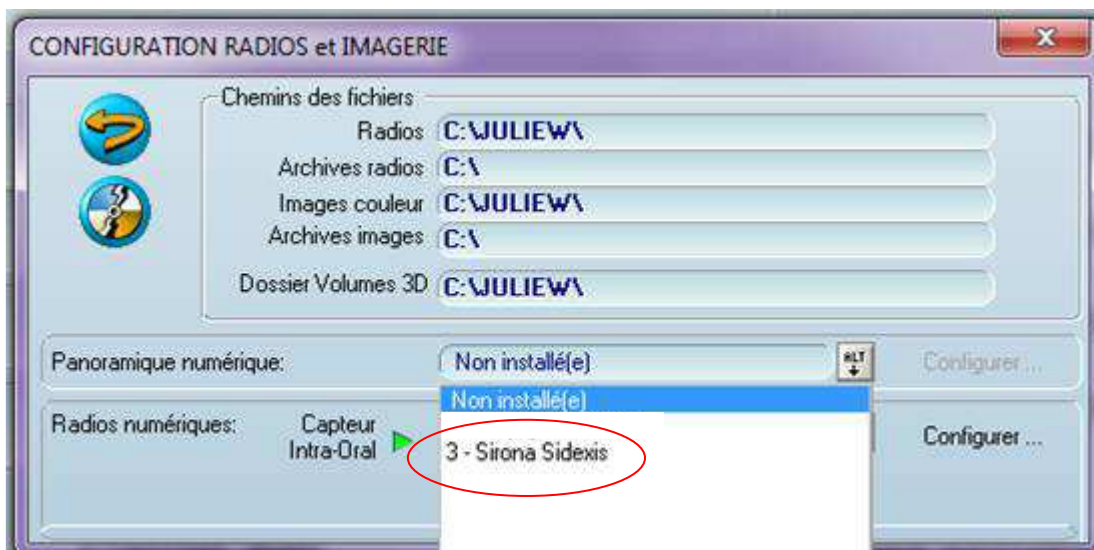 CONFIGURATION RADIOS et IMAGERIE
Chemins des fichiers
Radios C:\JULIEW\
Archives radios C:\
Images couleur C:\JULIEW\
Archives images C:\
Dossier Volumes 3D C:\JULIEW\
Panoramique numérique: Non installé(e) ALT Configurer ...
Non installé(e)
Radios numériques: Capteur Intra-Oral Configurer ...
3 - Sirona Sidexis